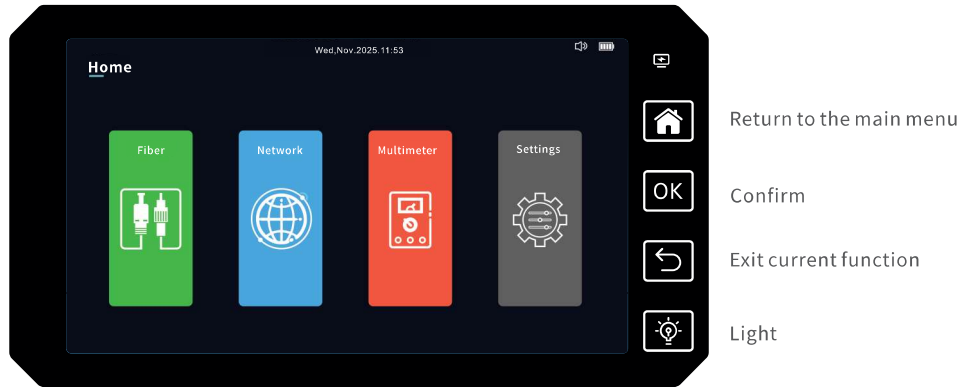 Wed,Nov.2025.11:53
Home
Fiber
Network
Multimeter
Settings
Return to the main menu
OK
Confirm
Exit current function
Light